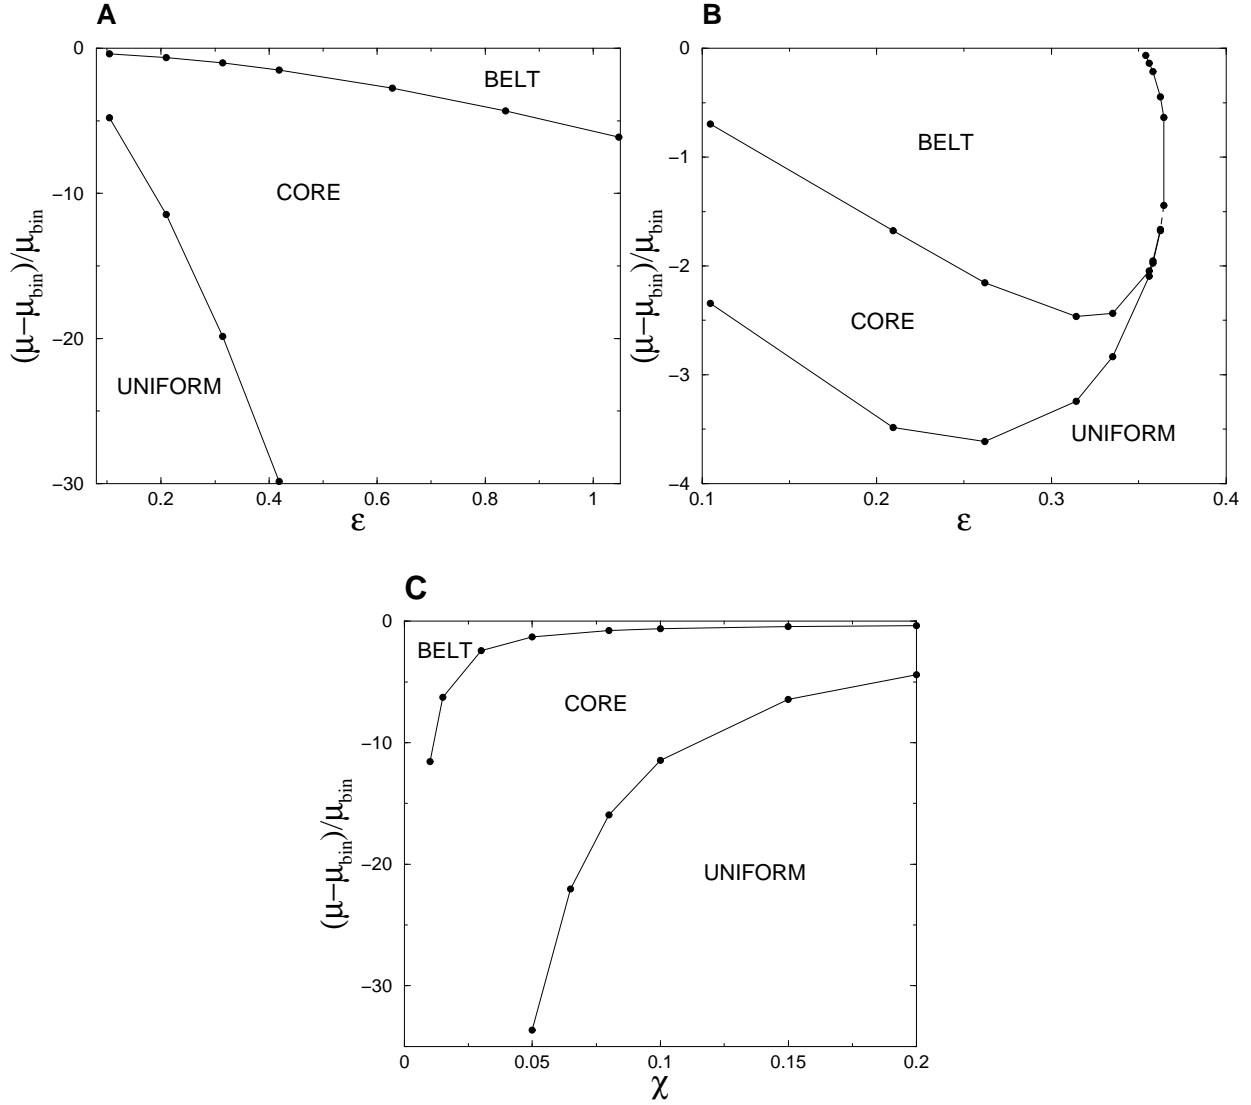 A
0
−10
−20
−30
0.2
0.4
0.6
0.8
1
(μ−μbin)/μbin
ε
BELT
CORE
UNIFORM
B
0
−1
−2
−3
−4
0.1
0.2
0.3
0.4
(μ−μbin)/μbin
ε
BELT
CORE
UNIFORM
C
0
−10
−20
−30
0
0.05
0.1
0.15
0.2
(μ−μbin)/μbin
χ
BELT
CORE
UNIFORM